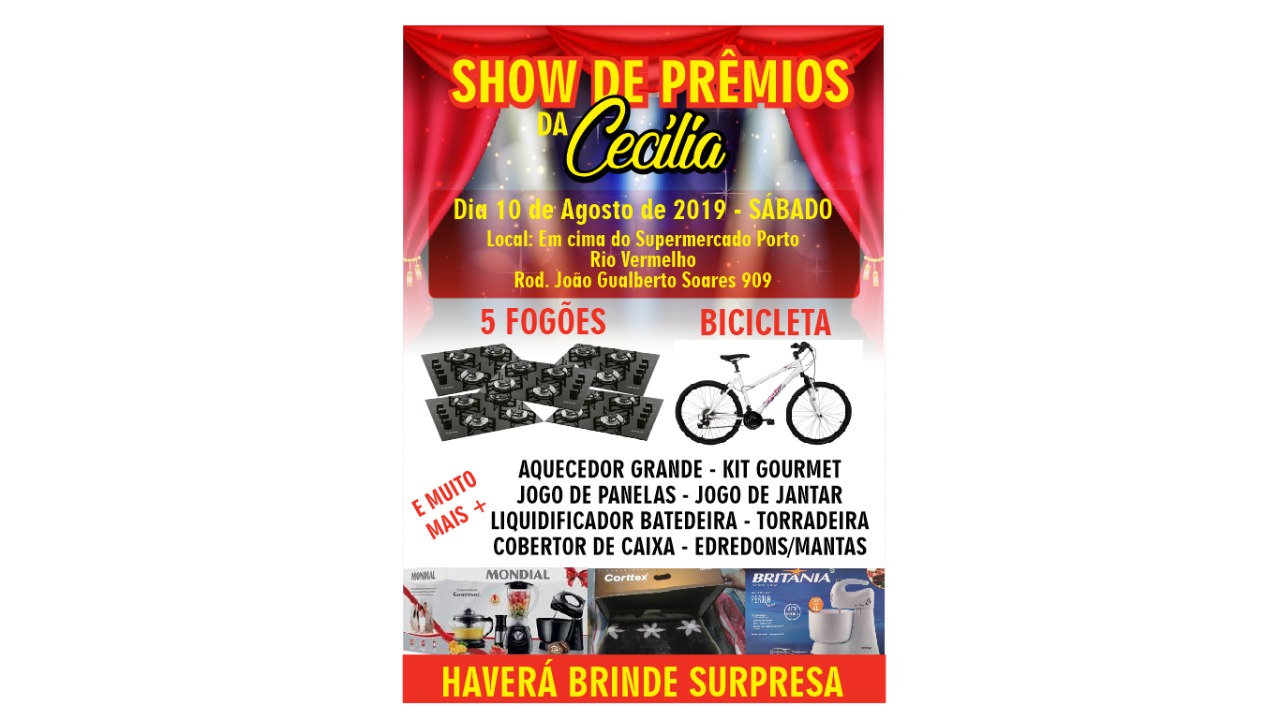 SHOW DE PRÊMIOS
DA Cecília
Dia 10 de Agosto de 2019 - SÁBADO
Local: Em cima do Supermercado Porto
Rio Vermelho
Rod. João Gualberto Soares 909
5 FOGÕES
BICICLETA
E MUITO
MAIS +
AQUECEDOR GRANDE - KIT GOURMET
JOGO DE PANELAS - JOGO DE JANTAR
LIQUIDIFICADOR BATEDEIRA - TORRADEIRA
COBERTOR DE CAIXA - EDREDONS/MANTAS
MONDIAL
MONDIAL
Gourmet
Corttex
BRITANIA
PEROLA
HAVERÁ BRINDE SURPRESA